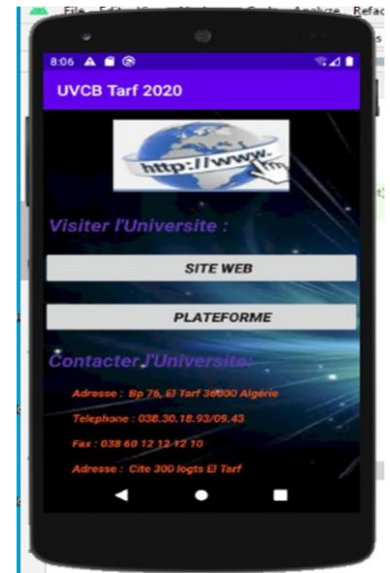 File
Refac
8:06
UVCB Tarf 2020
http://www.
Visiter l'Universite :
SITE WEB
PLATEFORME
Contacter l'Universite:
Adresse : Bp 76, El Tarf 36000 Algérie
Telephone : 038.30.18.93/09.43
Fax : 038 60 12 12 12 10
Adresse : Cite 300 logts El Tarf